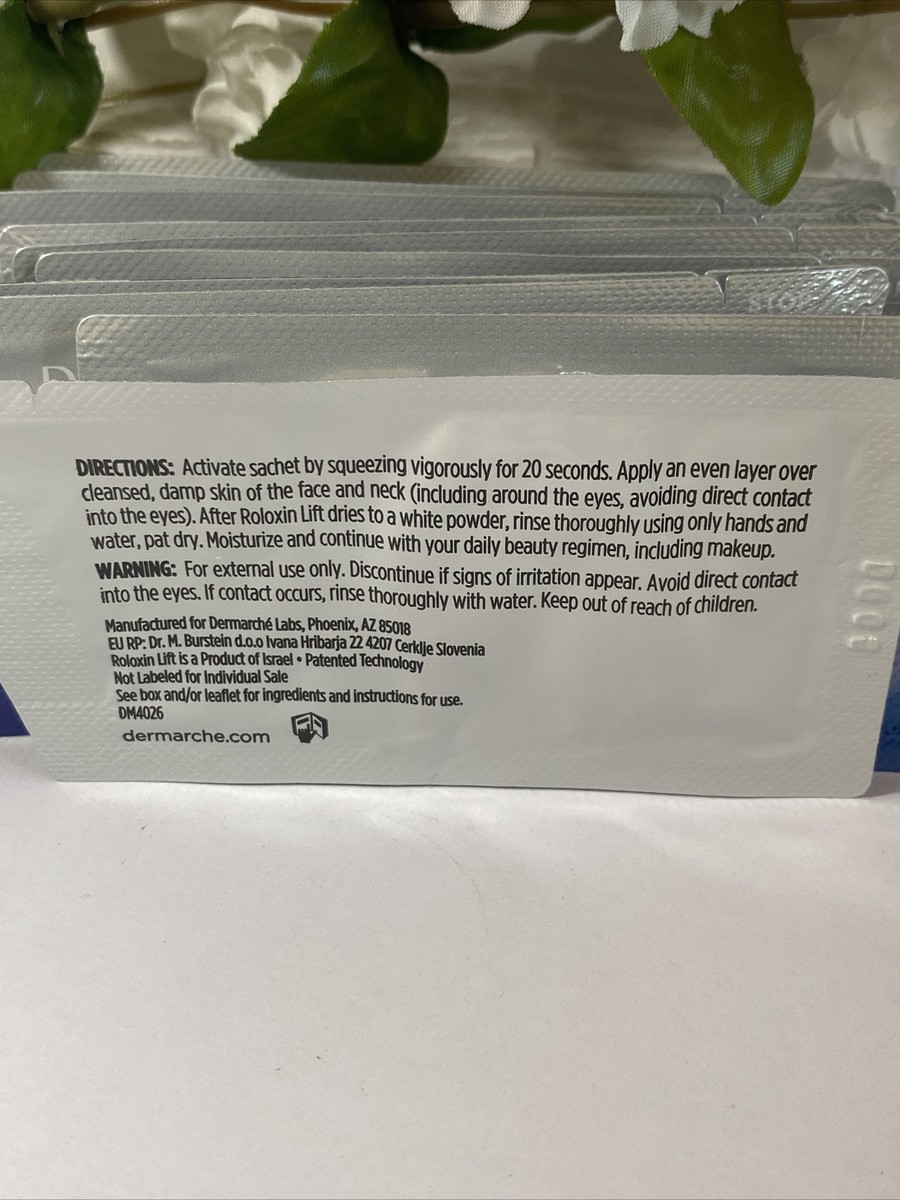 STOP
D
DIRECTIONS: Activate sachet by squeezing vigorously for 20 seconds. Apply an even layer over
cleansed, damp skin of the face and neck (including around the eyes, avoiding direct contact
into the eyes). After Roloxin Lift dries to a white powder, rinse thoroughly using only hands and
water, pat dry. Moisturize and continue with your daily beauty regimen, including makeup.
WARNING: For external use only. Discontinue if signs of irritation appear. Avoid direct contact
into the eyes. If contact occurs, rinse thoroughly with water. Keep out of reach of children.
Manufactured for Dermarché Labs, Phoenix, AZ 85018
EU RP: Dr. M. Burstein d.o.o Ivana Hribarja 22 4207 Cerklje Slovenia
Roloxin Lift is a Product of Israel • Patented Technology
Not Labeled for Individual Sale
See box and/or leaflet for ingredients and instructions for use.
DM4026
dermarche.com